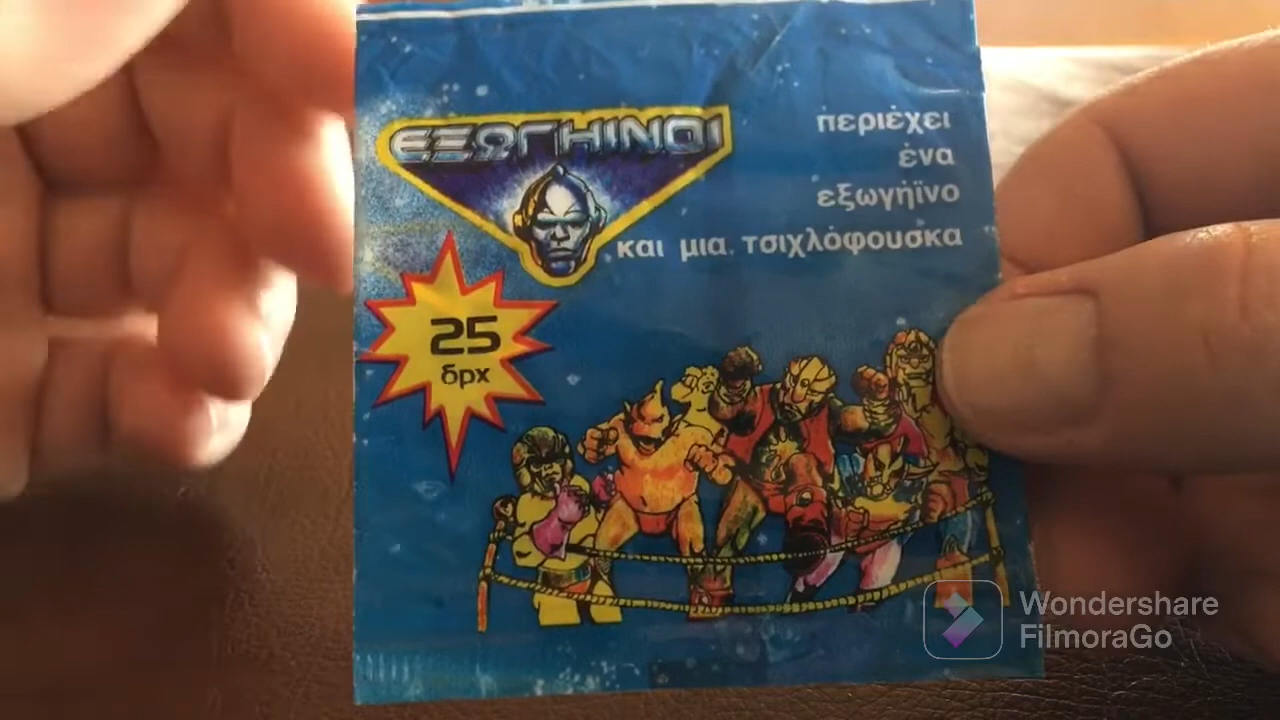 ΕΞΩΓΗΙΝΟΙ
περιέχει
ένα
εξωγήϊνο
και μια τσιχλόφουσκα
25
δρχ
Wondershare
FilmoraGo